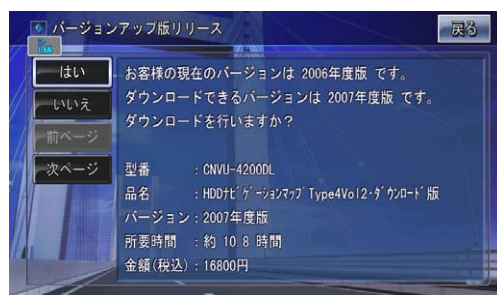 バージョンアップ版リリース
戻る
はい
いいえ
前ページ
次ページ
お客様の現在のバージョンは 2006年度版 です。
ダウンロードできるバージョンは 2007年度版 です。
ダウンロードを行いますか？
型番 ：CNVU-4200DL
品名 ：HDDﾅﾋﾞｹﾞｰｼｮﾝﾏｯﾌﾟ Type4Vol2･ﾀﾞｳﾝﾛｰﾄﾞ版
バージョン：2007年度版
所要時間 ：約 10.8 時間
金額(税込)：16800円